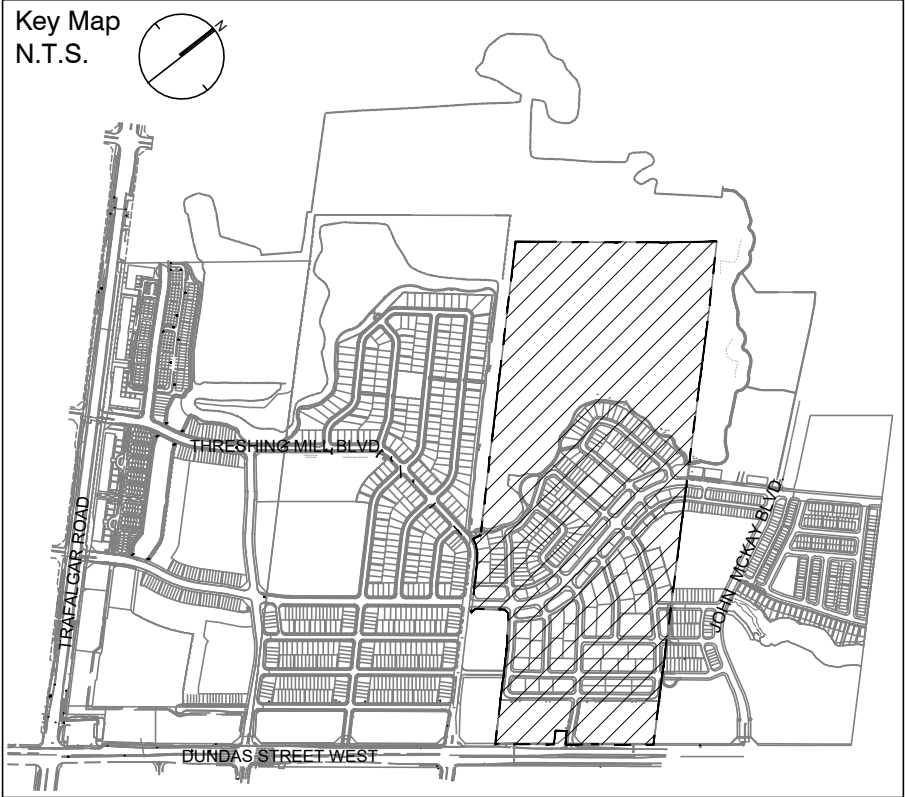 Key Map
N.T.S.
N
THRESHING MILL BLVD.
TRAFALGAR ROAD
JOHN MCKAY BLVD.
DUNDAS STREET WEST